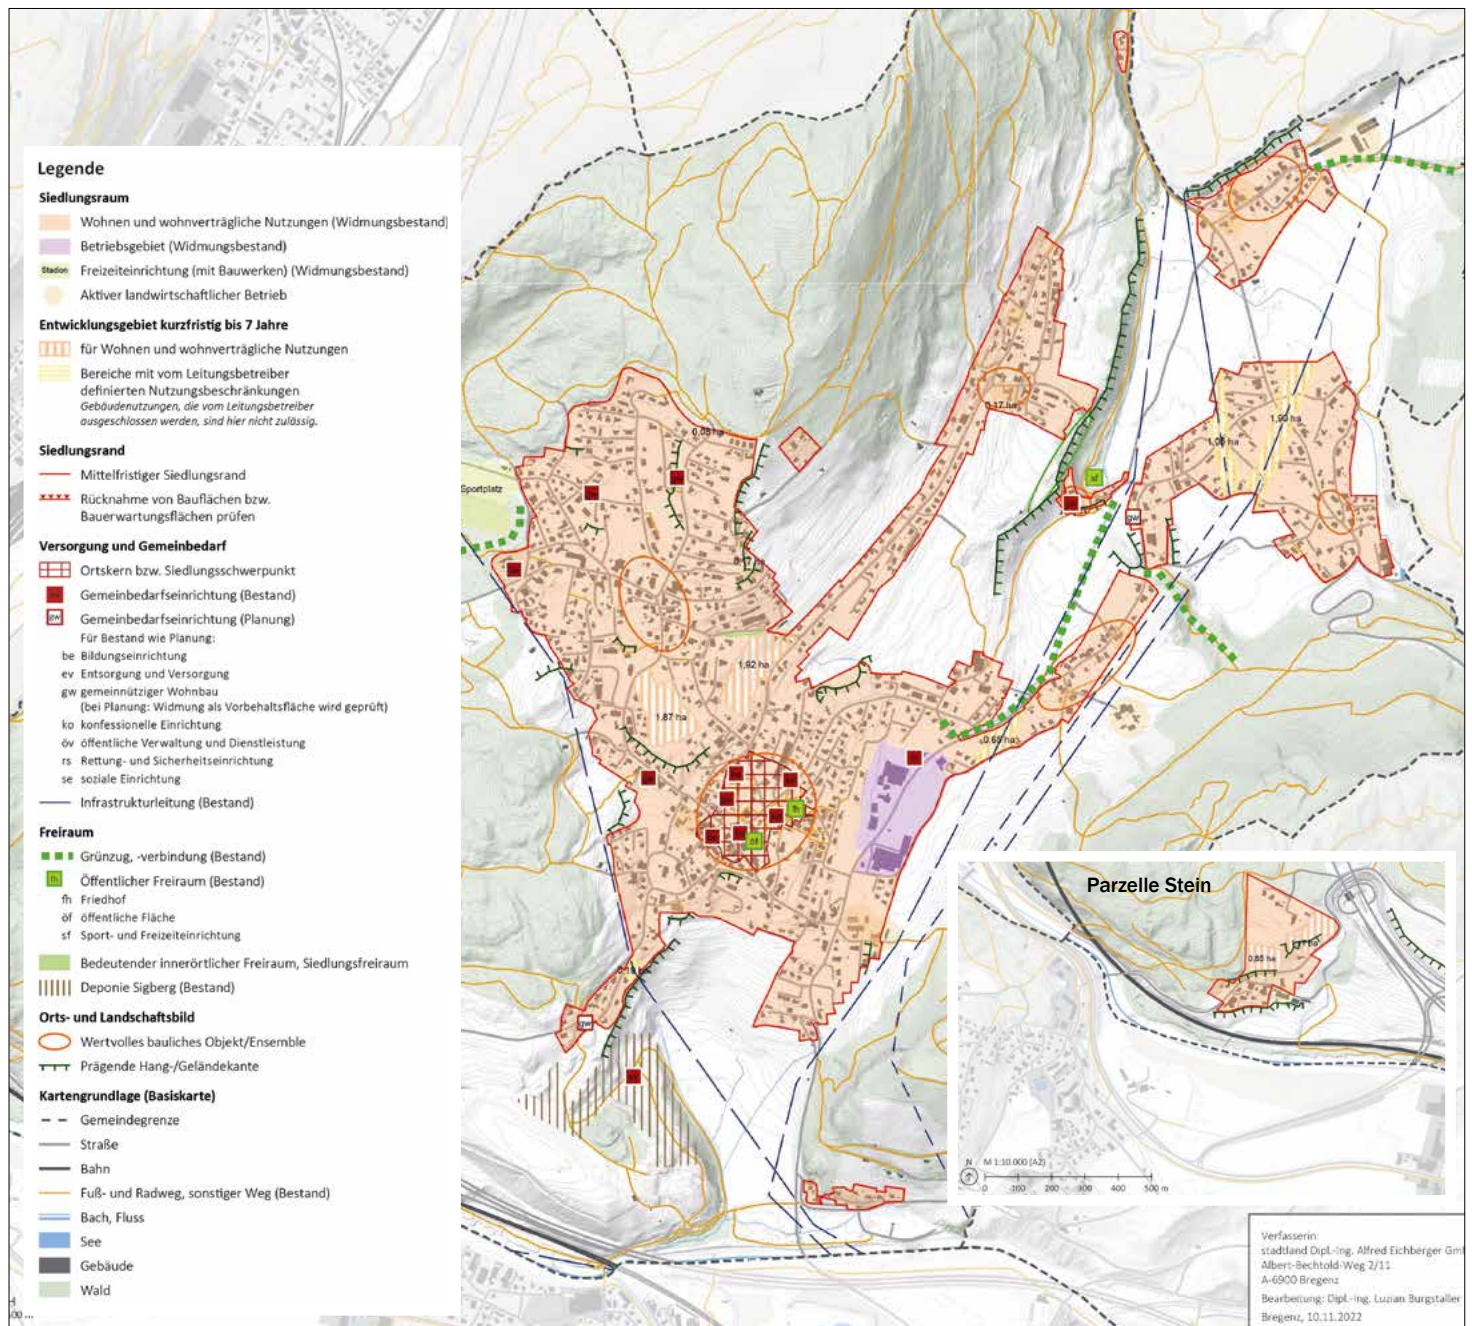 Legende
Siedlungsraum
Wohnen und wohnverträgliche Nutzungen (Widmungsbestand)
Betriebsgebiet (Widmungsbestand)
Stadion
Freizeiteinrichtung (mit Bauwerken) (Widmungsbestand)
Aktiver landwirtschaftlicher Betrieb
Entwicklungsgebiet kurzfristig bis 7 Jahre
für Wohnen und wohnverträgliche Nutzungen
Bereiche mit vom Leitungsbetreiber
definierten Nutzungsbeschränkungen
Gebäudenutzungen, die vom Leitungsbetreiber
ausgeschlossen werden, sind hier nicht zulässig.
Siedlungsrand
Mittelfristiger Siedlungsrand
Rücknahme von Bauflächen bzw.
Bauerwartungsflächen prüfen
Versorgung und Gemeinbedarf
Ortskern bzw. Siedlungsschwerpunkt
Gemeinbedarfseinrichtung (Bestand)
gw Gemeinbedarfseinrichtung (Planung)
Für Bestand wie Planung:
be Bildungseinrichtung
ev Entsorgung und Versorgung
gw gemeinnütziger Wohnbau
(bei Planung: Widmung als Vorbehaltsfläche wird geprüft)
ko konfessionelle Einrichtung
öv öffentliche Verwaltung und Dienstleistung
rs Rettung- und Sicherheitseinrichtung
se soziale Einrichtung
Infrastrukturleitung (Bestand)
Freiraum
Grünzug, -verbindung (Bestand)
fh Öffentlicher Freiraum (Bestand)
fh Friedhof
öf öffentliche Fläche
sf Sport- und Freizeiteinrichtung
Bedeutender innerörtlicher Freiraum, Siedlungsfreiraum
Deponie Sigberg (Bestand)
Orts- und Landschaftsbild
Wertvolles bauliches Objekt/Ensemble
Prägende Hang-/Geländekante
Kartengrundlage (Basiskarte)
Gemeindegrenze
Straße
Bahn
Fuß- und Radweg, sonstiger Weg (Bestand)
Bach, Fluss
See
Gebäude
Wald
Sportplatz
0,08 ha
0,17 ha
1,90 ha
sf
gw
1,92 ha
1,87 ha
0,65 ha
fh
öf
gw
Parzelle Stein
0,85 ha
N M 1:10.000 (A2)
0 100 200 300 400 500 m
Verfasserin:
stadtland Dipl.-Ing. Alfred Eichberger Gm
Albert-Bechtold-Weg 2/11
A-6900 Bregenz
Bearbeitung: Dipl.-Ing. Luzian Burgstaller
Bregenz, 10.11.2022